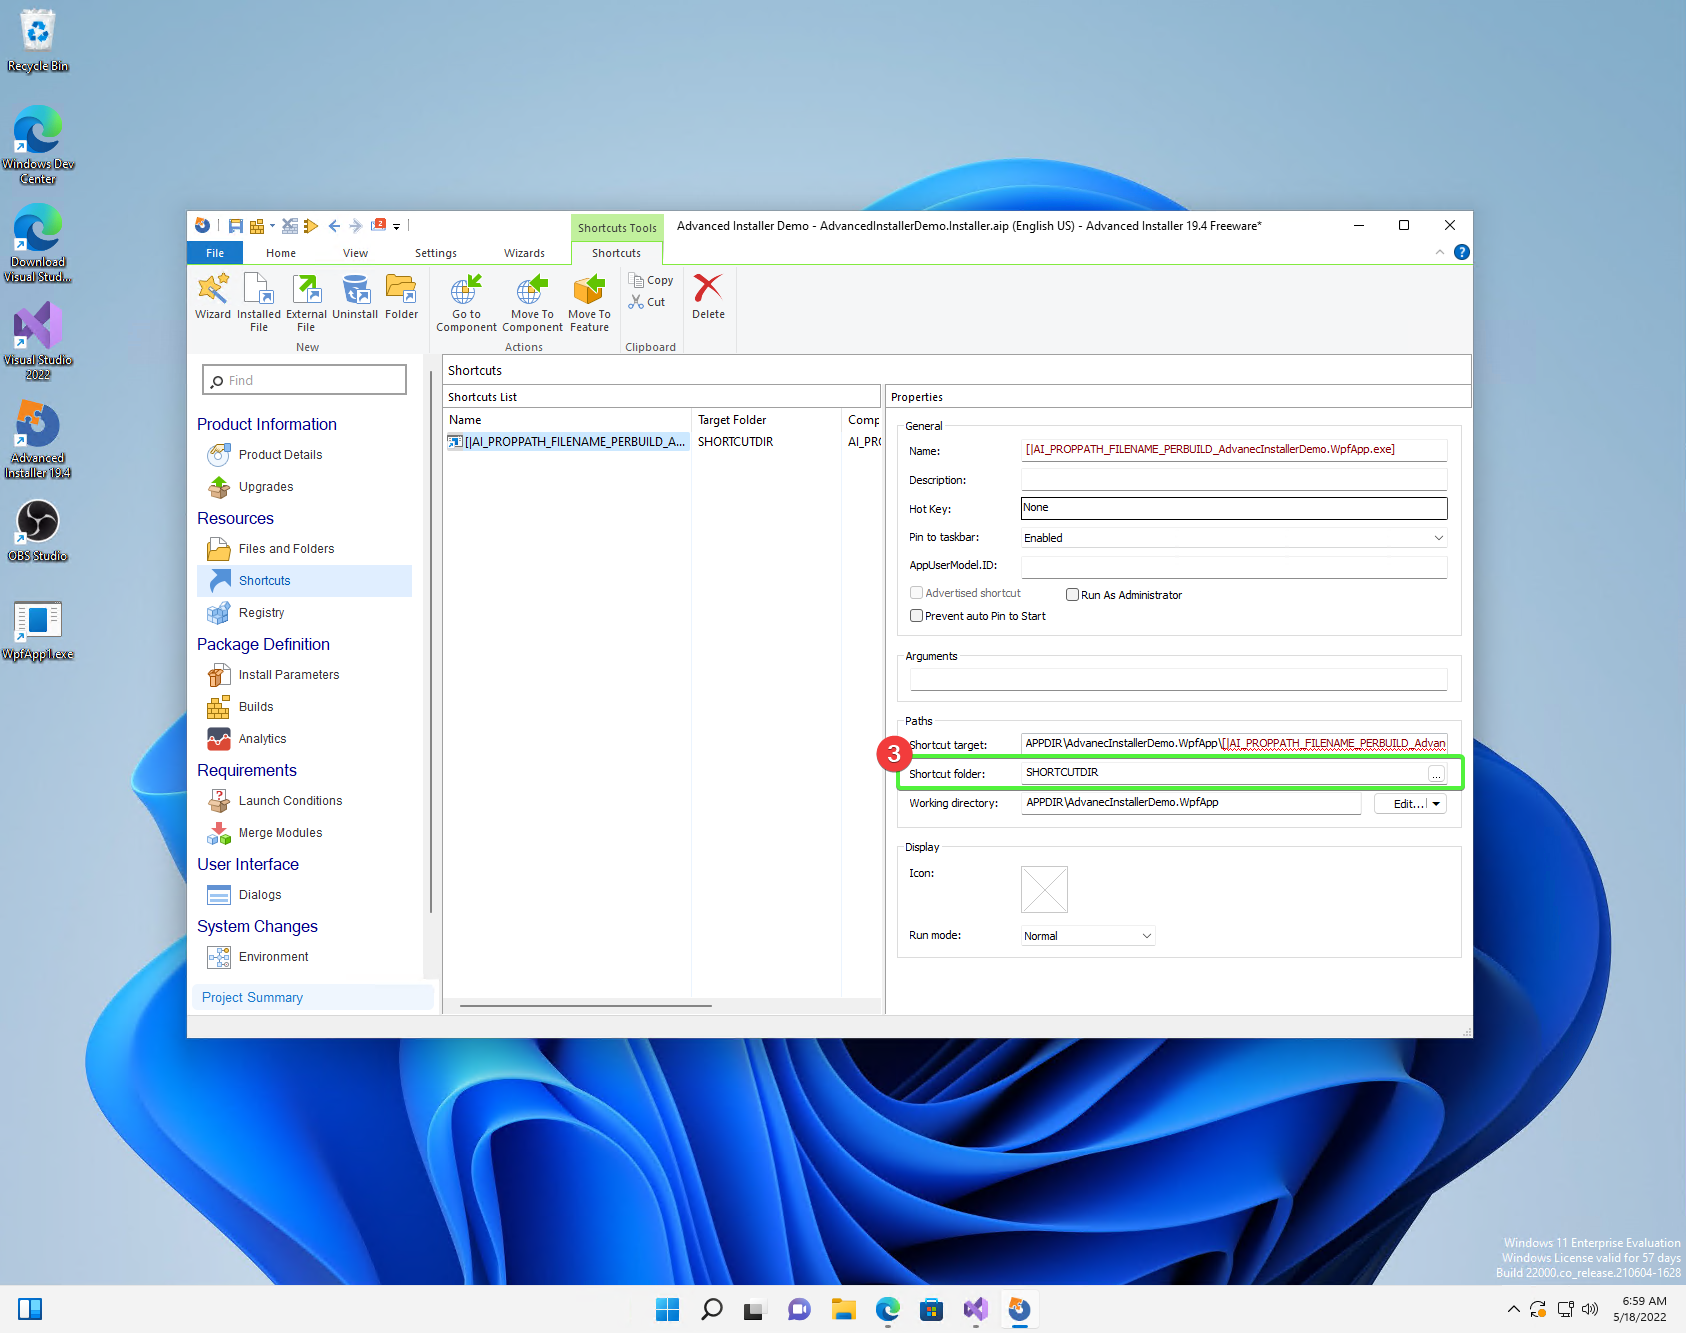 Recycle Bin
Windows Dev
Center
Download
Visual Stud...
Visual Studio
2022
Advanced
Installer 19.4
OBS Studio
WpfApp1.exe
2
Shortcuts Tools
Advanced Installer Demo - AdvancedInstallerDemo.Installer.aip (English US) - Advanced Installer 19.4 Freeware*
File
Home
View
Settings
Wizards
Shortcuts
?
Wizard
Installed
File
External
File
Uninstall
Folder
New
Go to
Component
Move To
Component
Move To
Feature
Actions
Copy
Cut
Clipboard
Delete
Find
Product Information
Product Details
Upgrades
Resources
Files and Folders
Shortcuts
Registry
Package Definition
Install Parameters
Builds
Analytics
Requirements
Launch Conditions
Merge Modules
User Interface
Dialogs
System Changes
Environment
Project Summary
Shortcuts
Shortcuts List
Name
Target Folder
Comp
[|AI_PROPPATH_FILENAME_PERBUILD_A...
SHORTCUTDIR
AI_PRO
Properties
General
Name:
[|AI_PROPPATH_FILENAME_PERBUILD_AdvanecInstallerDemo.WpfApp.exe]
Description:
Hot Key:
None
Pin to taskbar:
Enabled
AppUserModel.ID:
Advertised shortcut
Run As Administrator
Prevent auto Pin to Start
Arguments
Paths
3
Shortcut target:
APPDIR\AdvanecInstallerDemo.WpfApp\[|AI_PROPPATH_FILENAME_PERBUILD_Advan
Shortcut folder:
SHORTCUTDIR
...
Working directory:
APPDIR\AdvanecInstallerDemo.WpfApp
Edit...
Display
Icon:
Run mode:
Normal
Windows 11 Enterprise Evaluation
Windows License valid for 57 days
Build 22000.co_release.210604-1628
6:59 AM
5/18/2022